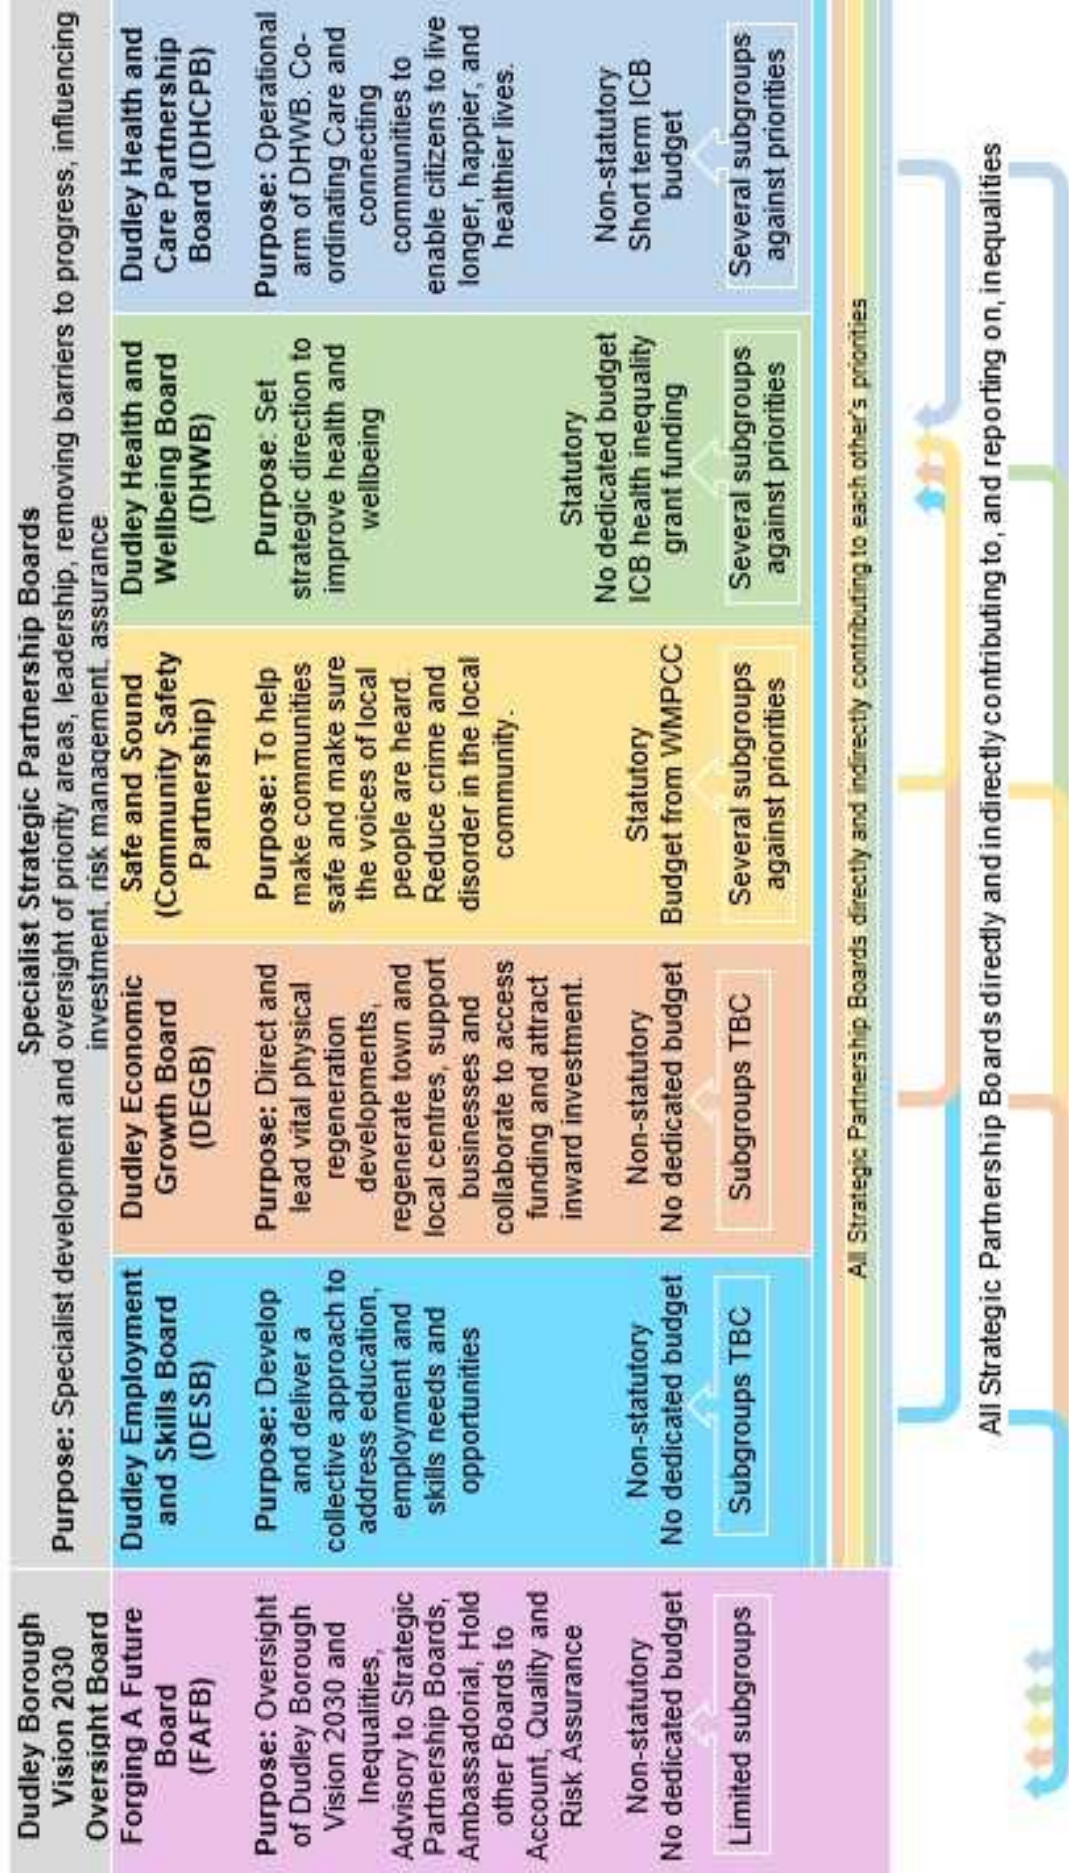 Dudley Borough
Vision 2030
Oversight Board
Specialist Strategic Partnership Boards
Purpose: Specialist development and oversight of priority areas, leadership, removing barriers to progress, influencing
investment, risk management, assurance
Forging A Future
Board
(FAFB)
Purpose: Oversight
of Dudley Borough
Vision 2030 and
Inequalities,
Advisory to Strategic
Partnership Boards,
Ambassadorial, Hold
other Boards to
Account, Quality and
Risk Assurance
Non-statutory
No dedicated budget
Limited subgroups
Dudley Employment
and Skills Board
(DESB)
Purpose: Develop
and deliver a
collective approach to
address education,
employment and
skills needs and
opportunities
Non-statutory
No dedicated budget
Subgroups TBC
Dudley Economic
Growth Board
(DEGB)
Purpose: Direct and
lead vital physical
regeneration
developments,
regenerate town and
local centres, support
businesses and
collaborate to access
funding and attract
inward investment.
Non-statutory
No dedicated budget
Subgroups TBC
Safe and Sound
(Community Safety
Partnership)
Purpose: To help
make communities
safe and make sure
the voices of local
people are heard.
Reduce crime and
disorder in the local
community.
Statutory
Budget from WMPCC
Several subgroups
against priorities
Dudley Health and
Wellbeing Board
(DHWB)
Purpose: Set
strategic direction to
improve health and
wellbeing
Statutory
No dedicated budget
ICB health inequality
grant funding
Several subgroups
against priorities
Dudley Health and
Care Partnership
Board (DHCPB)
Purpose: Operational
arm of DHWB. Co-
ordinating Care and
connecting
communities to
enable citizens to live
longer, happier, and
healthier lives.
Non-statutory
Short term ICB
budget
Several subgroups
against priorities
All Strategic Partnership Boards directly and indirectly contributing to each other's priorities
All Strategic Partnership Boards directly and indirectly contributing to, and reporting on, inequalities